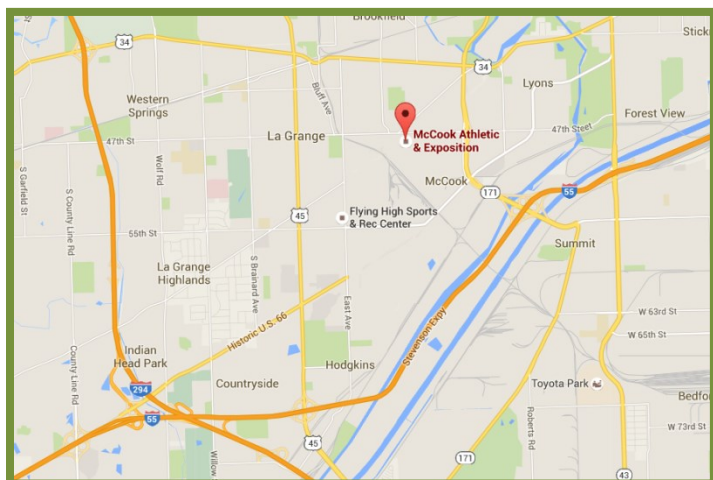 Brookfield
34
Stick
34
Lyons
Western
Springs
Bluff Ave
Forest View
McCook Athletic
& Exposition
La Grange
47th St
47th Street
S Garfield St
S County Line Rd
Wolf Rd
McCook
171
55
45
Flying High Sports
& Rec Center
55th St
Summit
La Grange
Highlands
S Brainard Ave
East Ave
Historic U.S. 66
Stevenson Expy
W 63rd St
W 65th St
Indian
Head Park
County Line Rd
Hodgkins
294
Countryside
Toyota Park
Bedfor
55
Roberts Rd
W 73rd St
45
Willow
171
43